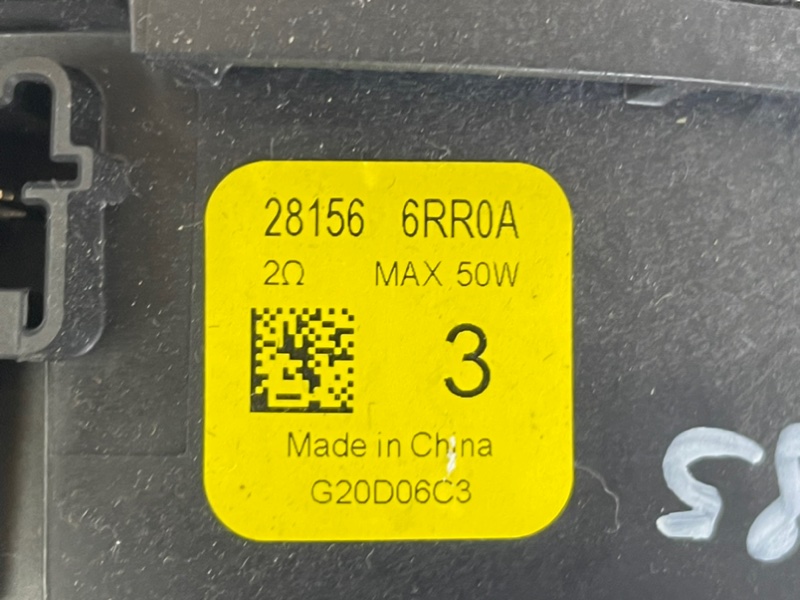 28156 6RR0A
2Ω MAX 50W
3
Made in China
G20D06C3